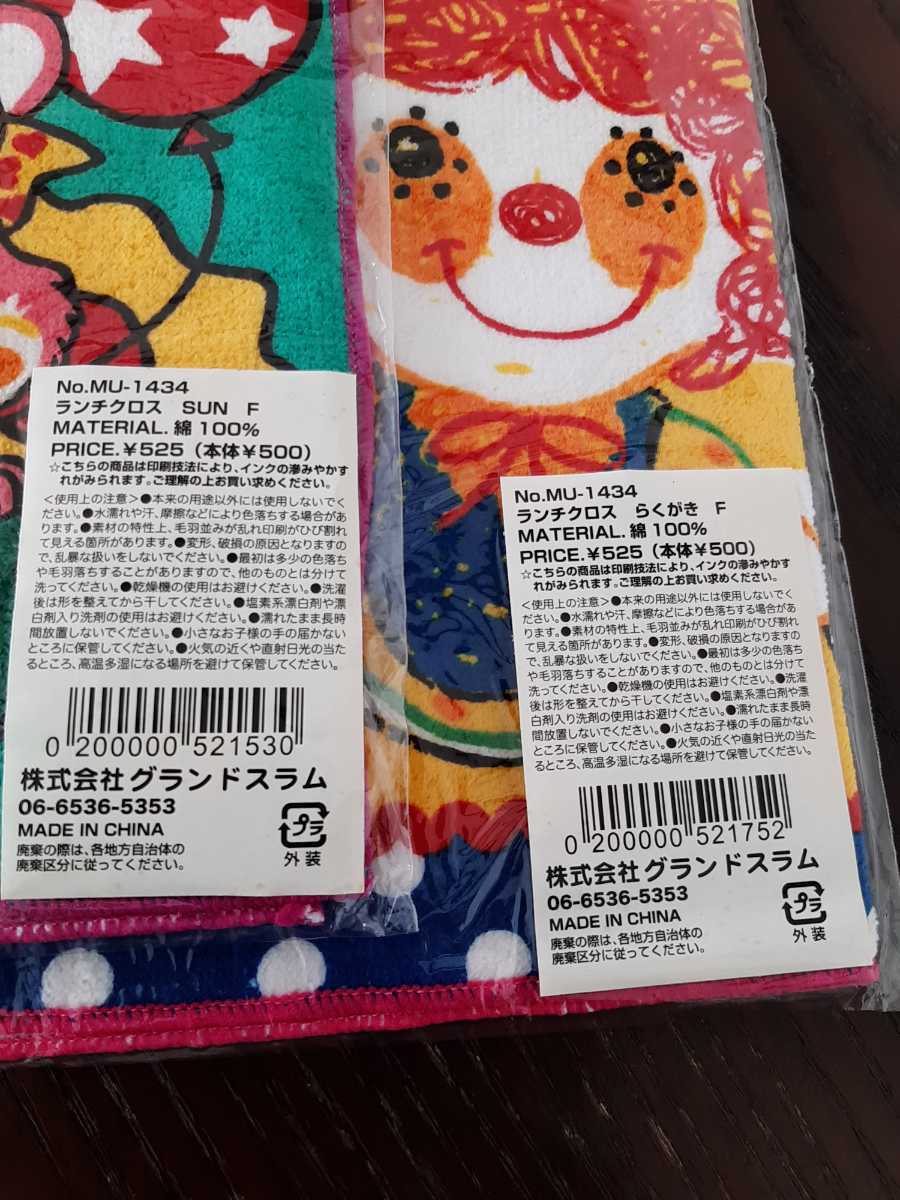 No.MU-1434
ランチクロス SUN F
MATERIAL. 綿 100%
PRICE. ¥525 (本体¥500)
☆こちらの商品は印刷技法により、インクの滲みやかす
れがみられます。ご理解の上お買い求めください。
〈使用上の注意〉●本来の用途以外には使用しないでく
ださい。●水濡れや汗、摩擦などにより色落ちする場合があ
ります。●素材の特性上、毛羽並みが乱れ印刷がひび割れ
て見える箇所があります。●変形、破損の原因となりますの
で、乱暴な扱いをしないでください。●最初は多少の色落ち
や毛羽落ちすることがありますので、他のものとは分けて
洗ってください。●乾燥機の使用はお避けください。●洗濯
後は形を整えてから干してください。●塩素系漂白剤や漂
白剤入り洗剤の使用はお避けください。●濡れたまま長時
間放置しないでください。●小さなお子様の手の届かない
ところに保管してください。●火気の近くや直射日光の当た
るところ、高温多湿になる場所を避けて保管してください。
0 200000 521530
株式会社グランドスラム
06-6536-5353
MADE IN CHINA
プラ
外装
廃棄の際は、各地方自治体の
廃棄区分に従ってください。
No.MU-1434
ランチクロス らくがき F
MATERIAL. 綿 100%
PRICE. ¥525 (本体¥500)
☆こちらの商品は印刷技法により、インクの滲みやかす
れがみられます。ご理解の上お買い求めください。
〈使用上の注意〉●本来の用途以外には使用しないでく
ださい。●水濡れや汗、摩擦などにより色落ちする場合があ
ります。●素材の特性上、毛羽並みが乱れ印刷がひび割れ
て見える箇所があります。●変形、破損の原因となりますの
で、乱暴な扱いをしないでください。●最初は多少の色落ち
や毛羽落ちすることがありますので、他のものとは分けて
洗ってください。●乾燥機の使用はお避けください。●洗濯
後は形を整えてから干してください。●塩素系漂白剤や漂
白剤入り洗剤の使用はお避けください。●濡れたまま長時
間放置しないでください。●小さなお子様の手の届かない
ところに保管してください。●火気の近くや直射日光の当た
るところ、高温多湿になる場所を避けて保管してください。
0 200000 521752
株式会社グランドスラム
06-6536-5353
MADE IN CHINA
プラ
外装
廃棄の際は、各地方自治体の
廃棄区分に従ってください。